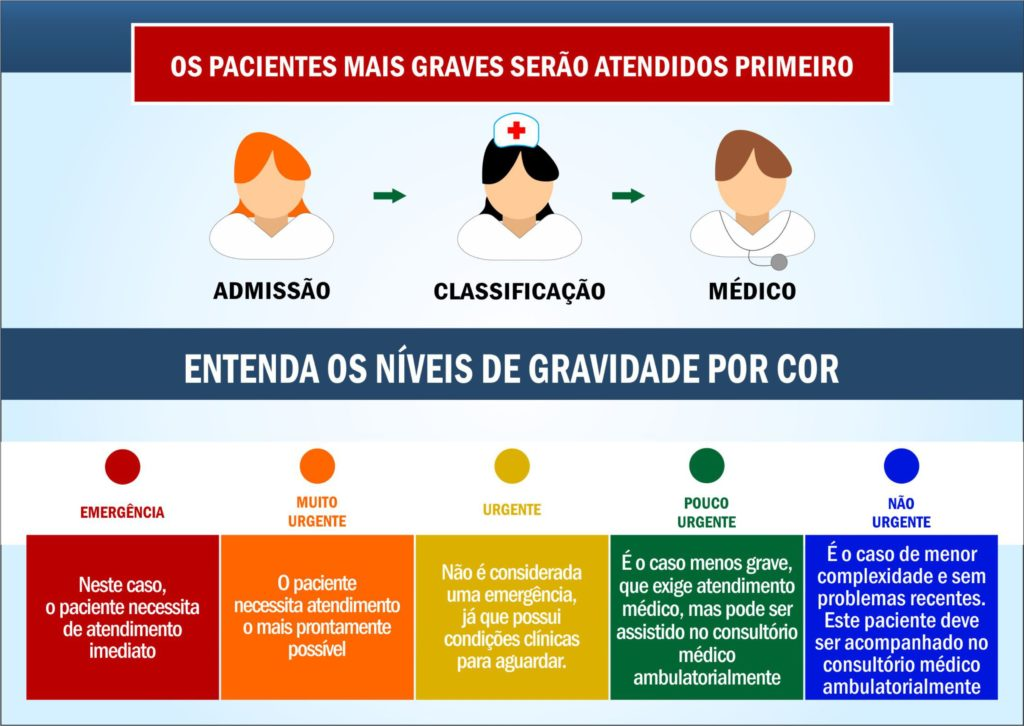 OS PACIENTES MAIS GRAVES SERÃO ATENDIDOS PRIMEIRO
ADMISSÃO
CLASSIFICAÇÃO
MÉDICO
ENTENDA OS NÍVEIS DE GRAVIDADE POR COR
EMERGÊNCIA
Neste caso,
o paciente necessita
de atendimento
imediato
MUITO
URGENTE
O paciente
necessita atendimento
o mais prontamente
possível
URGENTE
Não é considerada
uma emergência,
já que possui
condições clínicas
para aguardar.
POUCO
URGENTE
É o caso menos grave,
que exige atendimento
médico, mas pode ser
assistido no consultório
médico
ambulatorialmente
NÃO
URGENTE
É o caso de menor
complexidade e sem
problemas recentes.
Este paciente deve
ser acompanhado no
consultório médico
ambulatorialmente